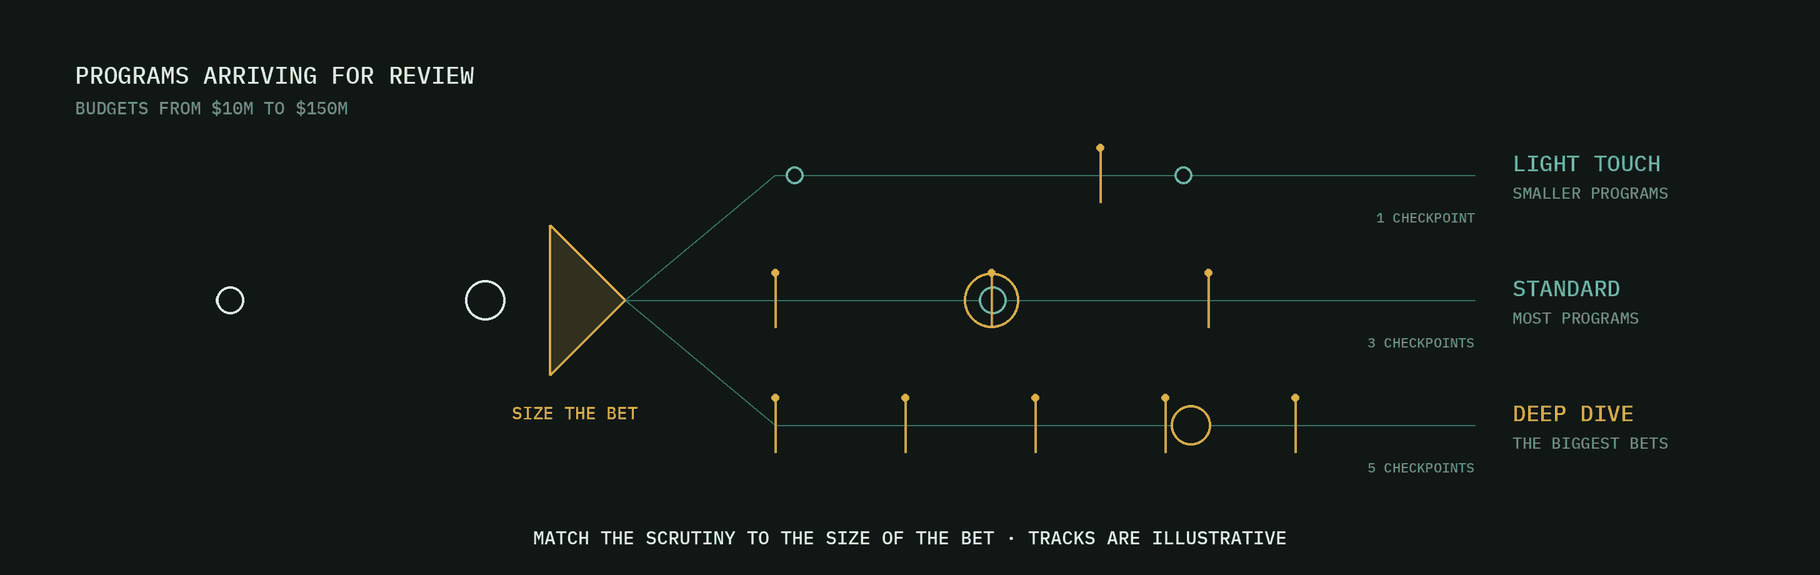 PROGRAMS ARRIVING FOR REVIEW
BUDGETS FROM $10M TO $150M
LIGHT TOUCH
SMALLER PROGRAMS
1 CHECKPOINT
STANDARD
MOST PROGRAMS
3 CHECKPOINTS
SIZE THE BET
DEEP DIVE
THE BIGGEST BETS
5 CHECKPOINTS
MATCH THE SCRUTINY TO THE SIZE OF THE BET · TRACKS ARE ILLUSTRATIVE